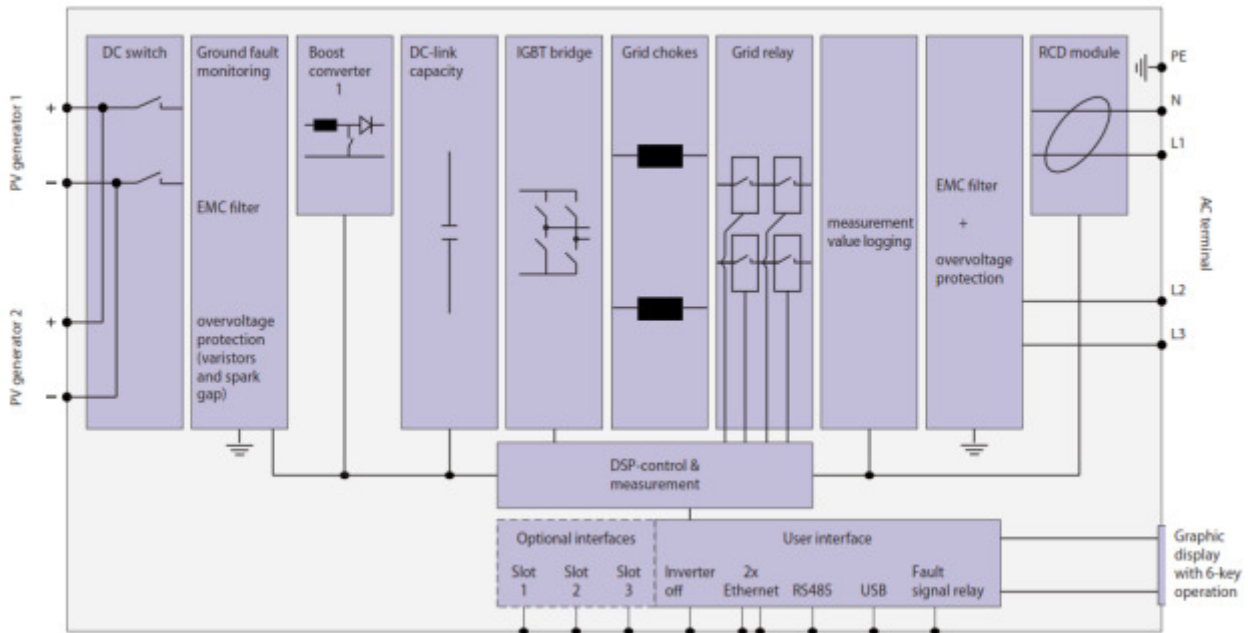 DC switch
Ground fault
monitoring
Boost
converter
1
DC-link
capacity
IGBT bridge
Grid chokes
Grid relay
RCD module
PE
N
L1
L2
L3
AC terminal
PV generator 1
+
−
PV generator 2
+
−
EMC filter
overvoltage
protection
(varistors
and spark
gap)
measurement
value logging
EMC filter
+
overvoltage
protection
DSP-control &
measurement
Optional interfaces
Slot
1
Slot
2
Slot
3
User interface
Inverter
off
2x
Ethernet
RS485
USB
Fault
signal relay
Graphic
display
with 6-key
operation